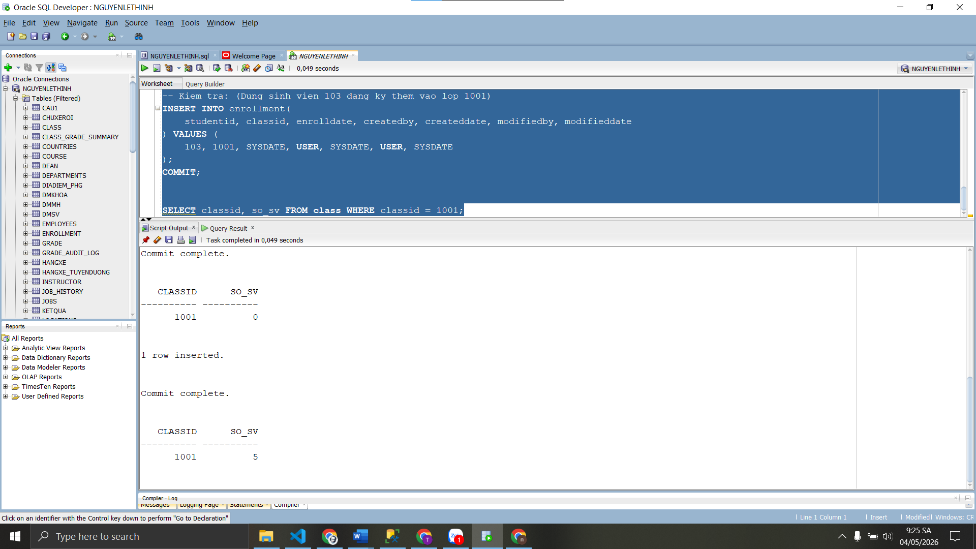 Oracle SQL Developer : NGUYENLETHINH
File Edit View Navigate Run Source Team Tools Window Help
Connections
NGUYENLETHINH.sql
Welcome Page
NGUYENLETHINH
0,049 seconds
NGUYENLETHINH
Worksheet Query Builder
Oracle Connections
NGUYENLETHINH
Tables (Filtered)
CAU1
CHUXEROI
CLASS
CLASS_GRADE_SUMMARY
COUNTRIES
COURSE
DEAN
DEPARTMENTS
DIADIEM_PHG
DMKHOA
DMMH
DMSV
EMPLOYEES
ENROLLMENT
GRADE
GRADE_AUDIT_LOG
HANGXE
HANGXE_TUYENDUONG
INSTRUCTOR
JOB_HISTORY
JOBS
KETQUA
-- Kiem tra: (Dung sinh vien 103 dang ky them vao lop 1001)
INSERT INTO enrollment(
studentid, classid, enrolldate, createdby, createddate, modifiedby, modifieddate
) VALUES (
103, 1001, SYSDATE, USER, SYSDATE, USER, SYSDATE
);
COMMIT;
SELECT classid, so_sv FROM class WHERE classid = 1001;
Script Output × Query Result ×
Task completed in 0,049 seconds
Commit complete.
CLASSID SO_SV
---------- ----------
1001 0
1 row inserted.
Commit complete.
CLASSID SO_SV
---------- ----------
1001 5
Reports
All Reports
Analytic View Reports
Data Dictionary Reports
Data Modeler Reports
OLAP Reports
TimesTen Reports
User Defined Reports
Compiler - Log
Messages Logging Page Statements Compiler
Click on an identifier with the Control key down to perform "Go to Declaration"
Line 1 Column 1 Insert Modified Windows: CF
Type here to search
9:25 SA
04/05/2026